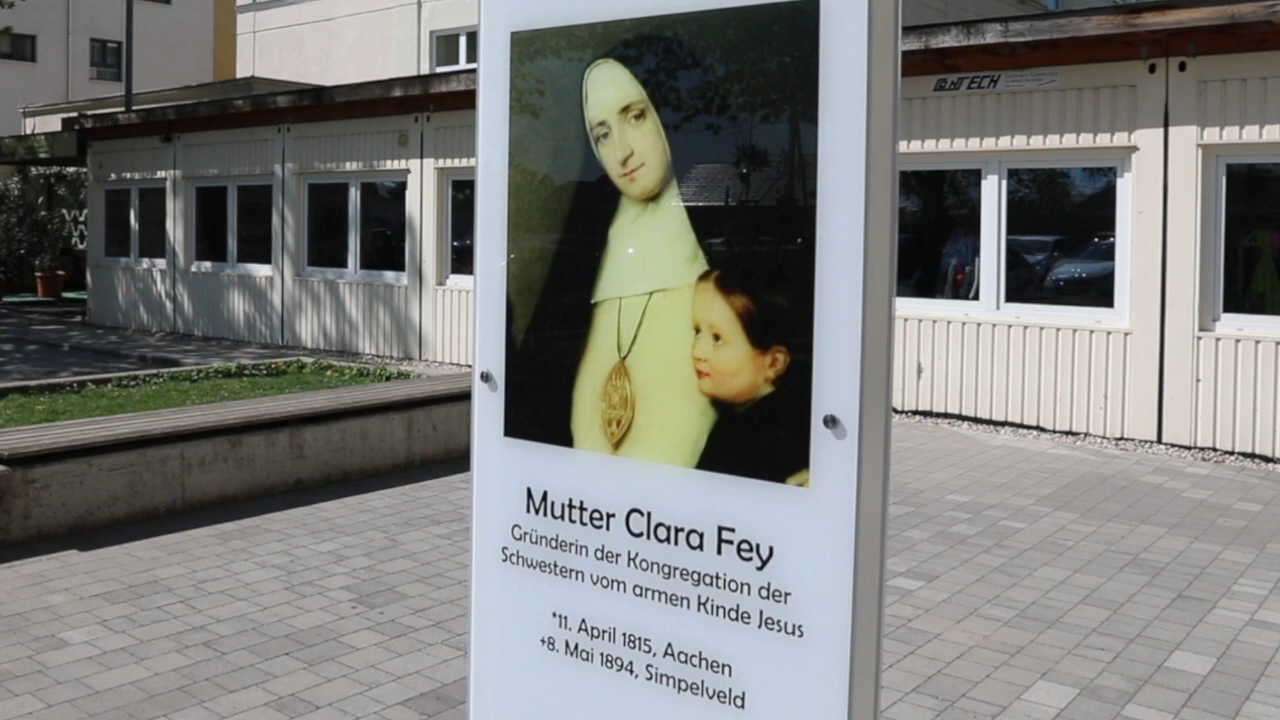 CONTECH
Mutter Clara Fey
Gründerin der Kongregation der
Schwestern vom armen Kinde Jesus
*11. April 1815, Aachen
+8. Mai 1894, Simpelveld